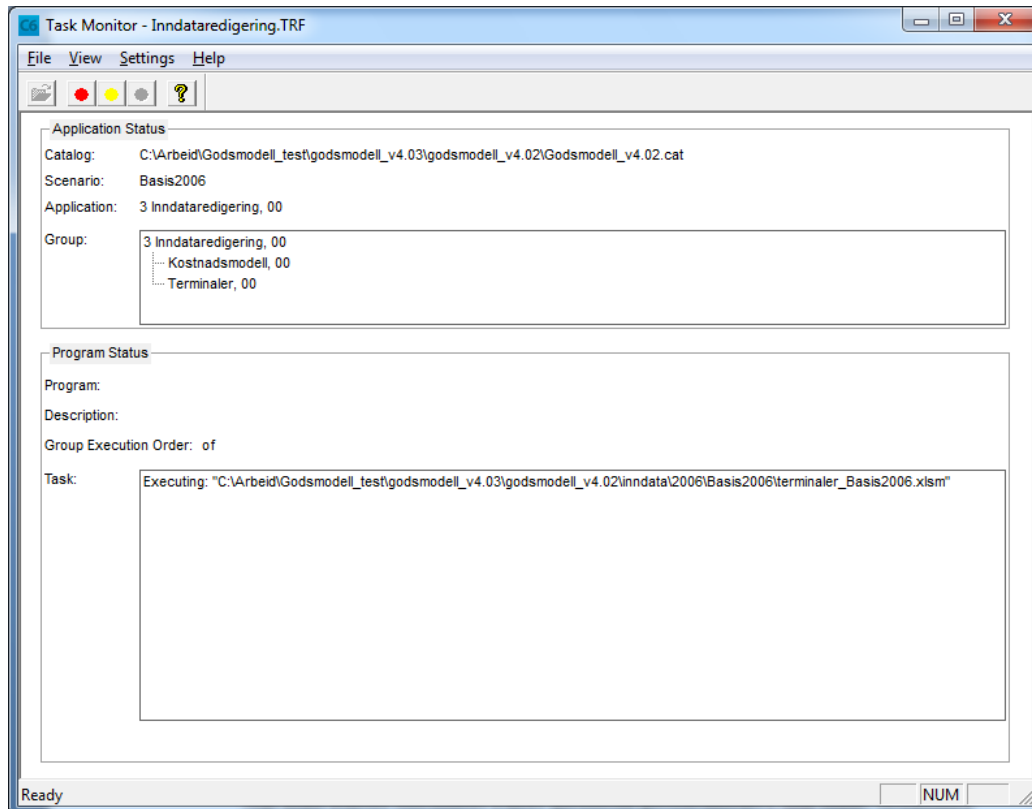 C6 Task Monitor - Inndataredigering.TRF
File View Settings Help
?
Application Status
Catalog: C:\Arbeid\Godsmodell_test\godsmodell_v4.03\godsmodell_v4.02\Godsmodell_v4.02.cat
Scenario: Basis2006
Application: 3 Inndataredigering, 00
Group: 3 Inndataredigering, 00
Kostnadsmodell, 00
Terminaler, 00
Program Status
Program:
Description:
Group Execution Order: of
Task: Executing: "C:\Arbeid\Godsmodell_test\godsmodell_v4.03\godsmodell_v4.02\inndata\2006\Basis2006\terminaler_Basis2006.xlsm"
Ready NUM